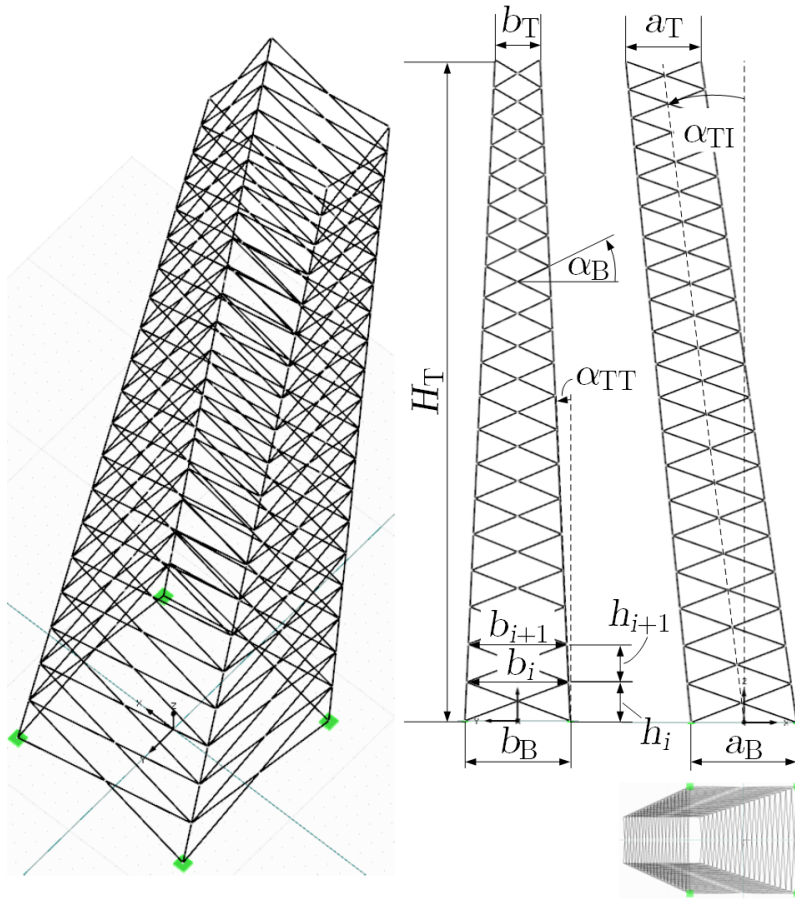 b_T
a_T
α_TI
α_B
α_TT
H_T
b_{i+1}
h_{i+1}
b_i
h_i
b_B
a_B
X
Z
Y
Y
Z
X